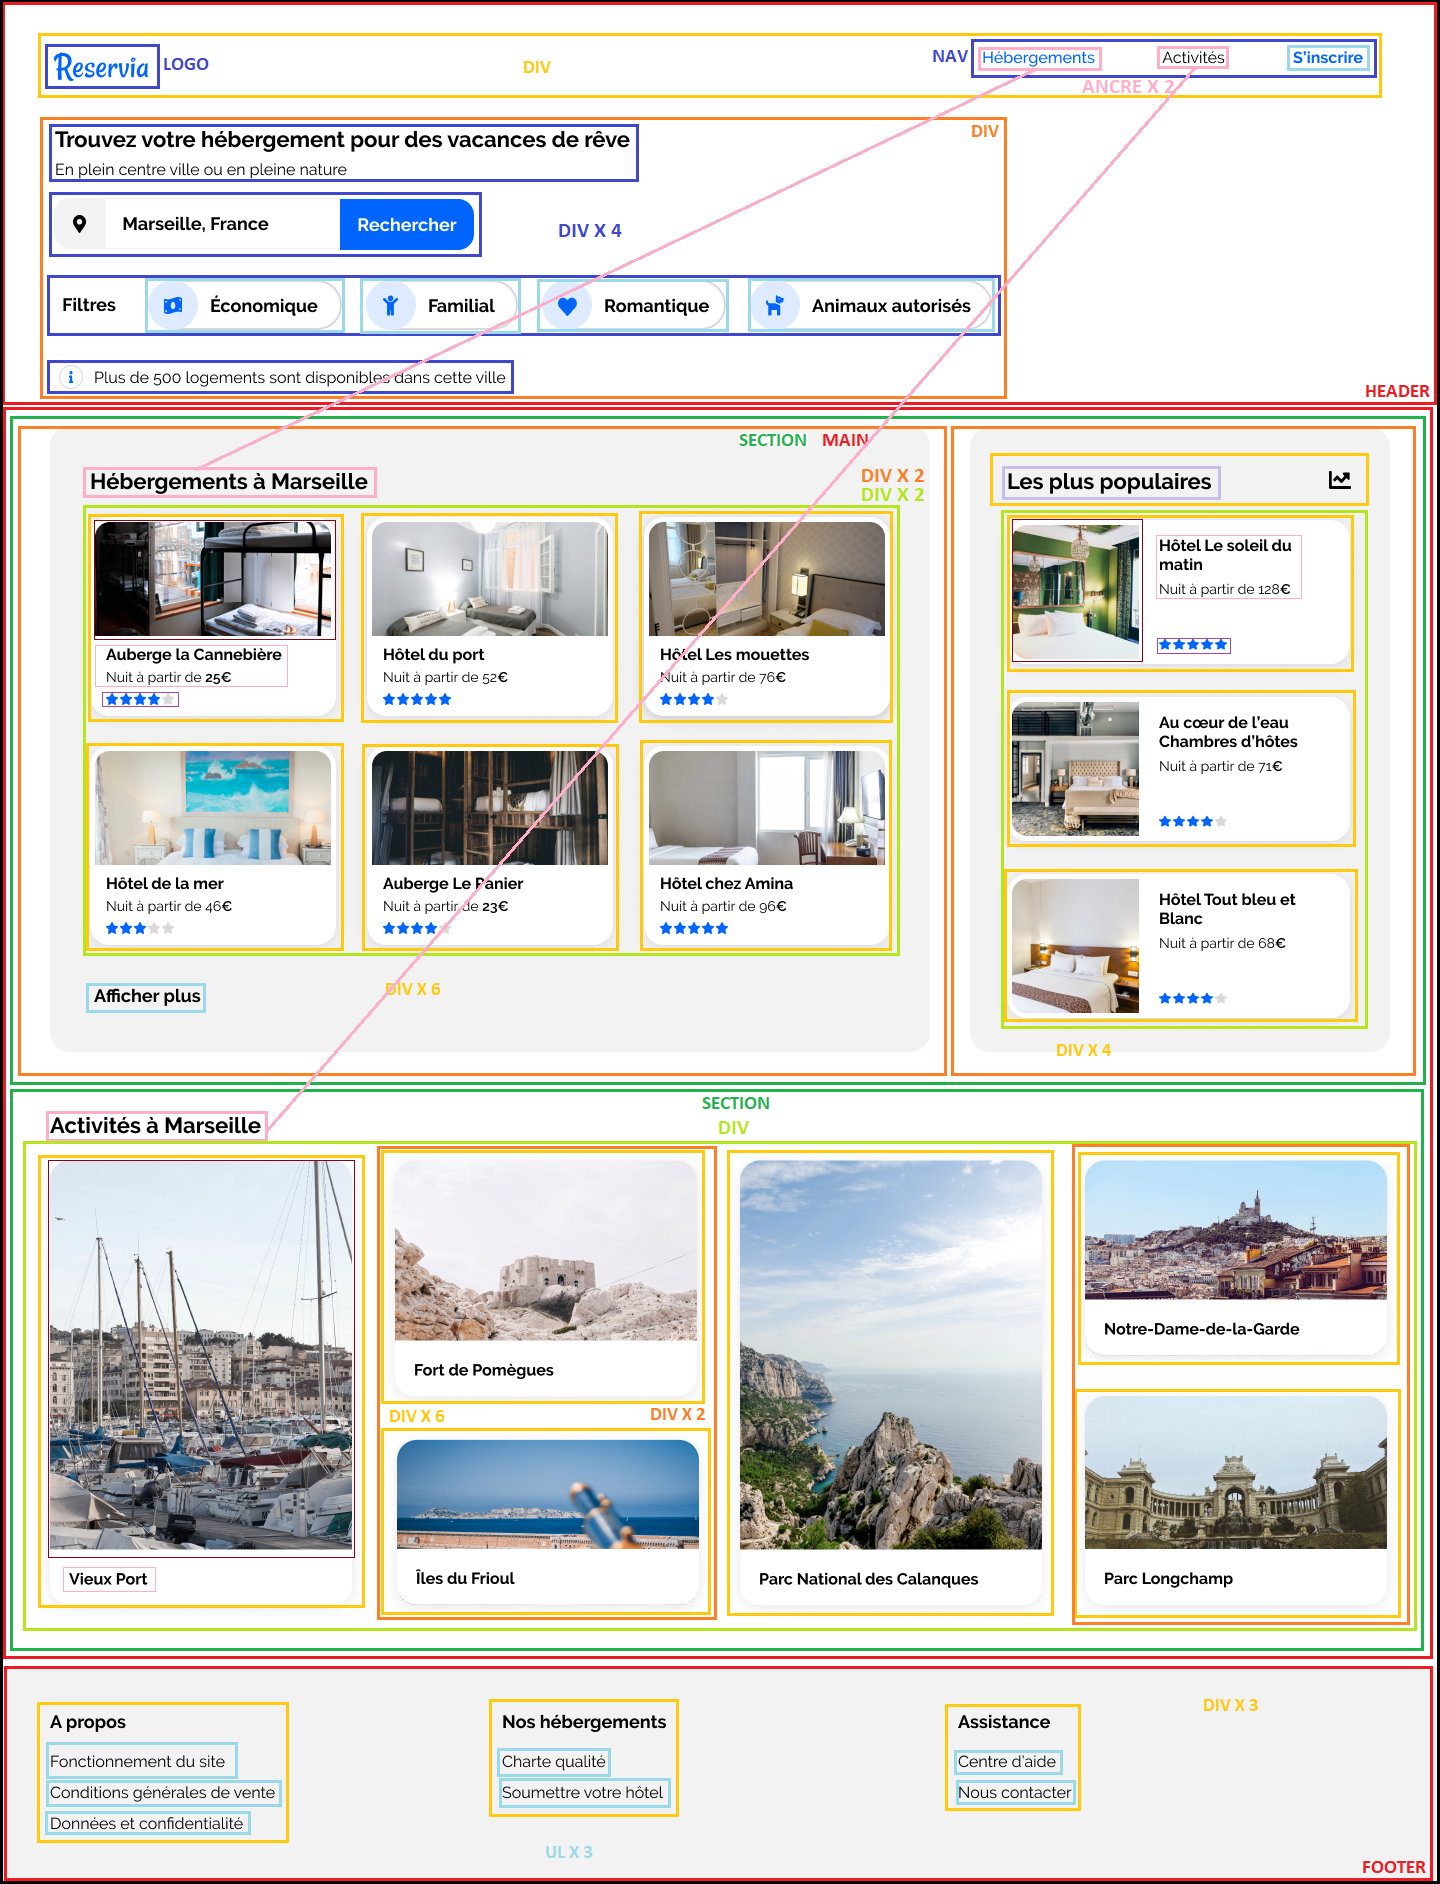 Reservia
LOGO
DIV
NAV
Hébergements
Activités
S'inscrire
ANCRE X 2
Trouvez votre hébergement pour des vacances de rêve
DIV
En plein centre ville ou en pleine nature
Marseille, France
Rechercher
DIV X 4
Filtres
Économique
Familial
Romantique
Animaux autorisés
Plus de 500 logements sont disponibles dans cette ville
HEADER
SECTION
MAIN
Hébergements à Marseille
DIV X 2
DIV X 2
Auberge la Cannebière
Nuit à partir de 25€
Hôtel du port
Nuit à partir de 52€
Hôtel Les mouettes
Nuit à partir de 76€
Hôtel de la mer
Nuit à partir de 46€
Auberge Le Panier
Nuit à partir de 23€
Hôtel chez Amina
Nuit à partir de 96€
Afficher plus
DIV X 6
Les plus populaires
Hôtel Le soleil du
matin
Nuit à partir de 128€
Au cœur de l'eau
Chambres d'hôtes
Nuit à partir de 71€
Hôtel Tout bleu et
Blanc
Nuit à partir de 68€
DIV X 4
SECTION
Activités à Marseille
DIV
Vieux Port
Fort de Pomègues
DIV X 6
DIV X 2
Îles du Frioul
Parc National des Calanques
Notre-Dame-de-la-Garde
Parc Longchamp
A propos
Fonctionnement du site
Conditions générales de vente
Données et confidentialité
Nos hébergements
Charte qualité
Soumettre votre hôtel
Assistance
Centre d'aide
Nous contacter
DIV X 3
UL X 3
FOOTER